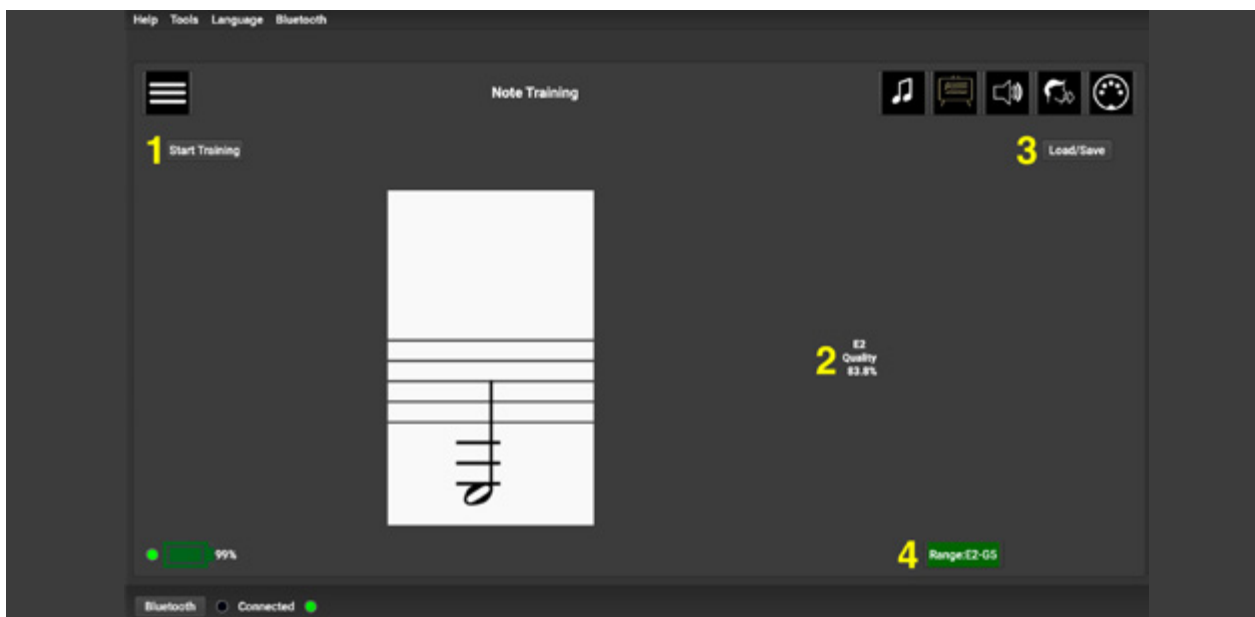 Help Tools Language Bluetooth
Note Training
1 Start Training
3 Load/Save
E2
2 Quality
83.8%
99%
4 Range:E2-G5
Bluetooth Connected